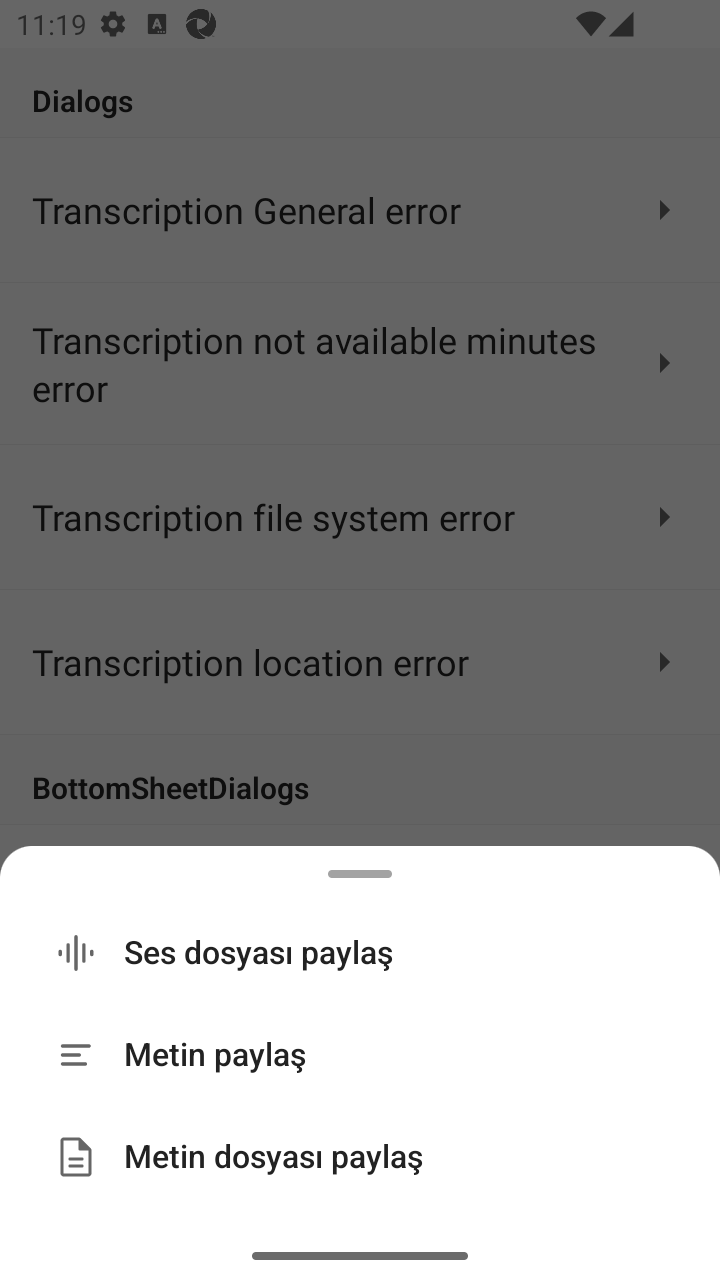 11:19
Dialogs
Transcription General error
Transcription not available minutes
error
Transcription file system error
Transcription location error
BottomSheetDialogs
Ses dosyası paylaş
Metin paylaş
Metin dosyası paylaş